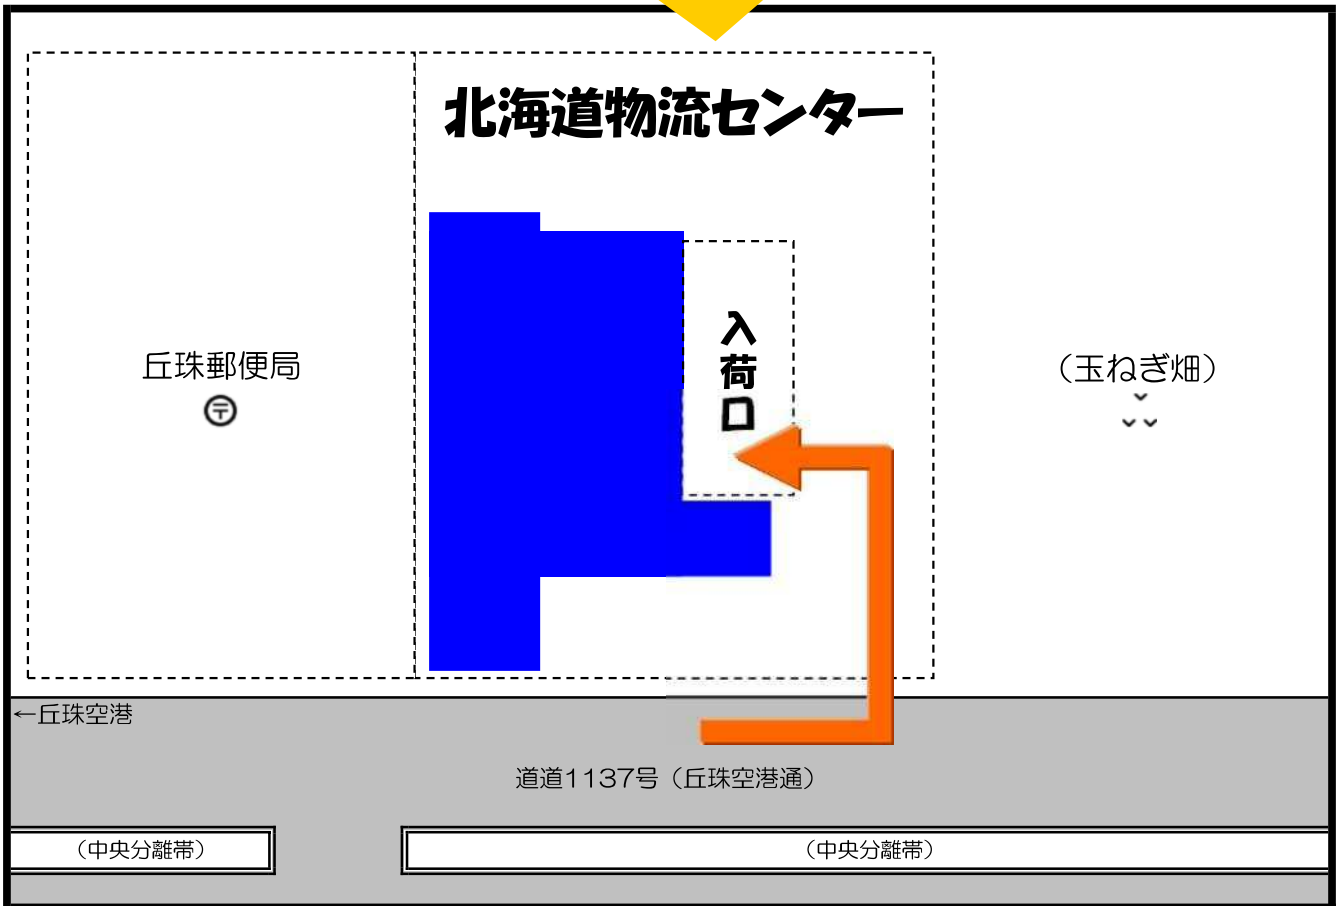 北海道物流センター
入荷口
丘珠郵便局
〶
（玉ねぎ畑）
←丘珠空港
道道1137号（丘珠空港通）
（中央分離帯）
（中央分離帯）